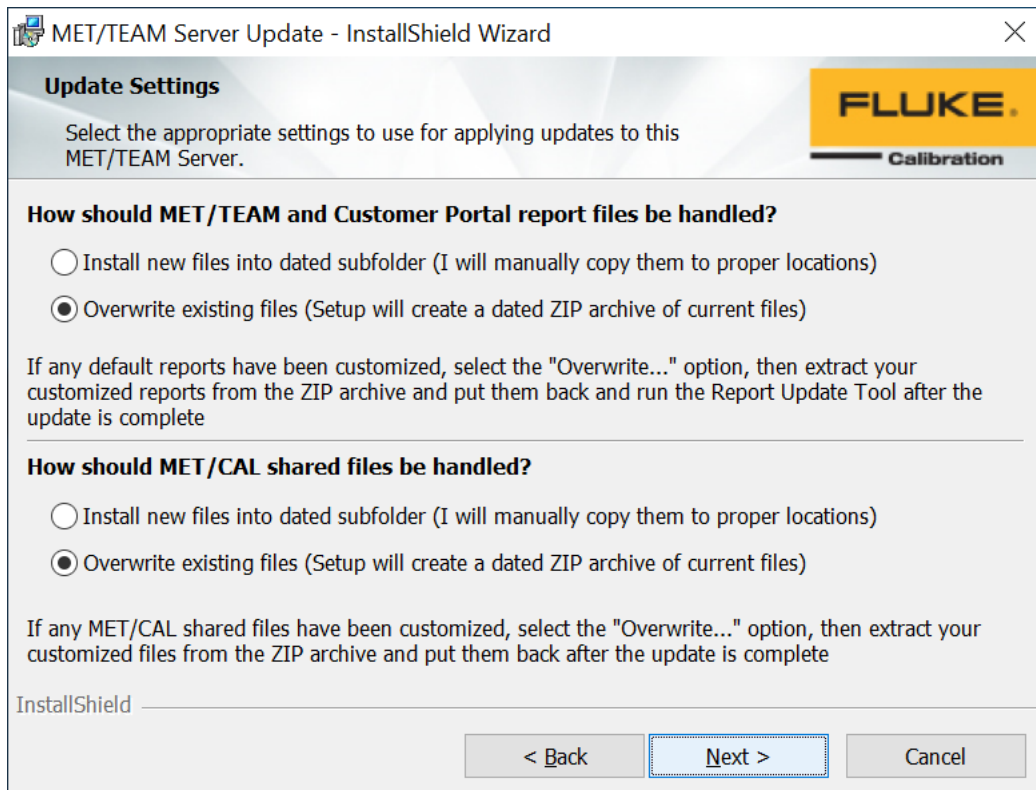 MET/TEAM Server Update - InstallShield Wizard
Update Settings
Select the appropriate settings to use for applying updates to this
MET/TEAM Server.
FLUKE.
Calibration
How should MET/TEAM and Customer Portal report files be handled?
Install new files into dated subfolder (I will manually copy them to proper locations)
Overwrite existing files (Setup will create a dated ZIP archive of current files)
If any default reports have been customized, select the "Overwrite..." option, then extract your
customized reports from the ZIP archive and put them back and run the Report Update Tool after the
update is complete
How should MET/CAL shared files be handled?
Install new files into dated subfolder (I will manually copy them to proper locations)
Overwrite existing files (Setup will create a dated ZIP archive of current files)
If any MET/CAL shared files have been customized, select the "Overwrite..." option, then extract your
customized files from the ZIP archive and put them back after the update is complete
InstallShield
< Back
Next >
Cancel